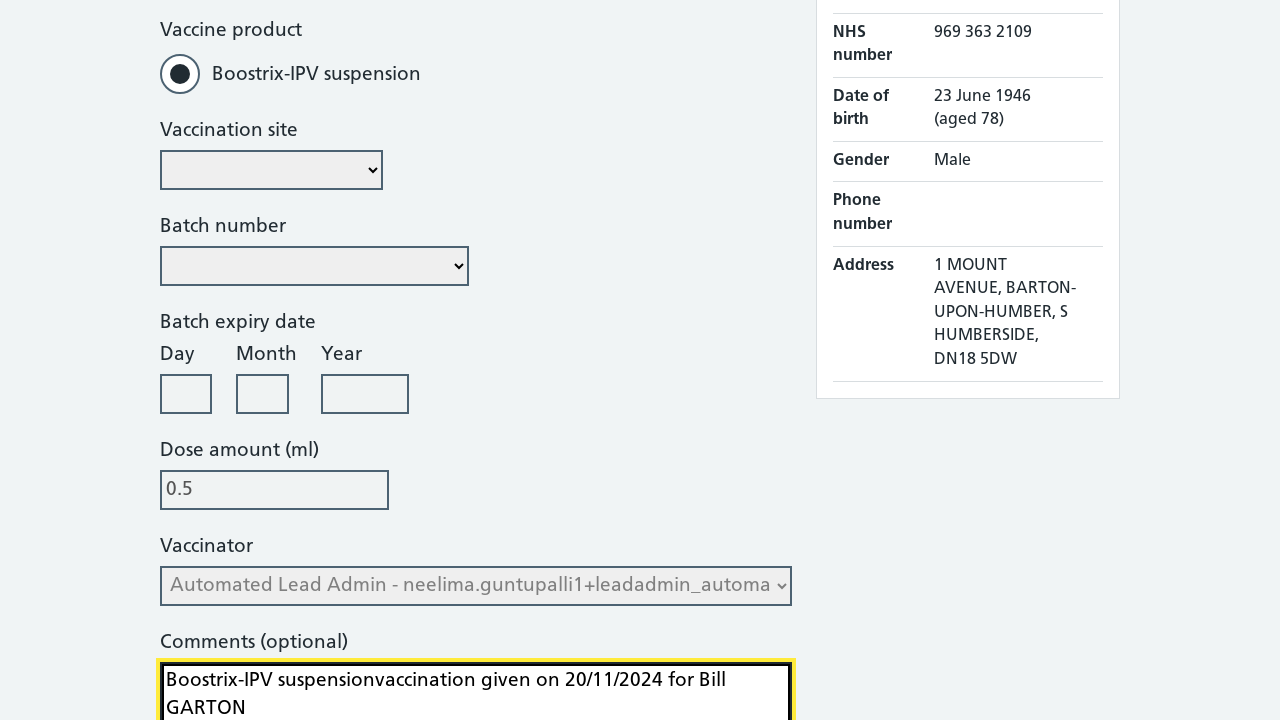 Vaccine product
Boostrix-IPV suspension
Vaccination site
Batch number
Batch expiry date
Day Month Year
Dose amount (ml)
0.5
Vaccinator
Automated Lead Admin - neelima.guntupalli1+leadadmin_automa
Comments (optional)
Boostrix-IPV suspensionvaccination given on 20/11/2024 for Bill
GARTON
NHS number 969 363 2109
Date of birth 23 June 1946
(aged 78)
Gender Male
Phone number
Address 1 MOUNT
AVENUE, BARTON-
UPON-HUMBER, S
HUMBERSIDE,
DN18 5DW